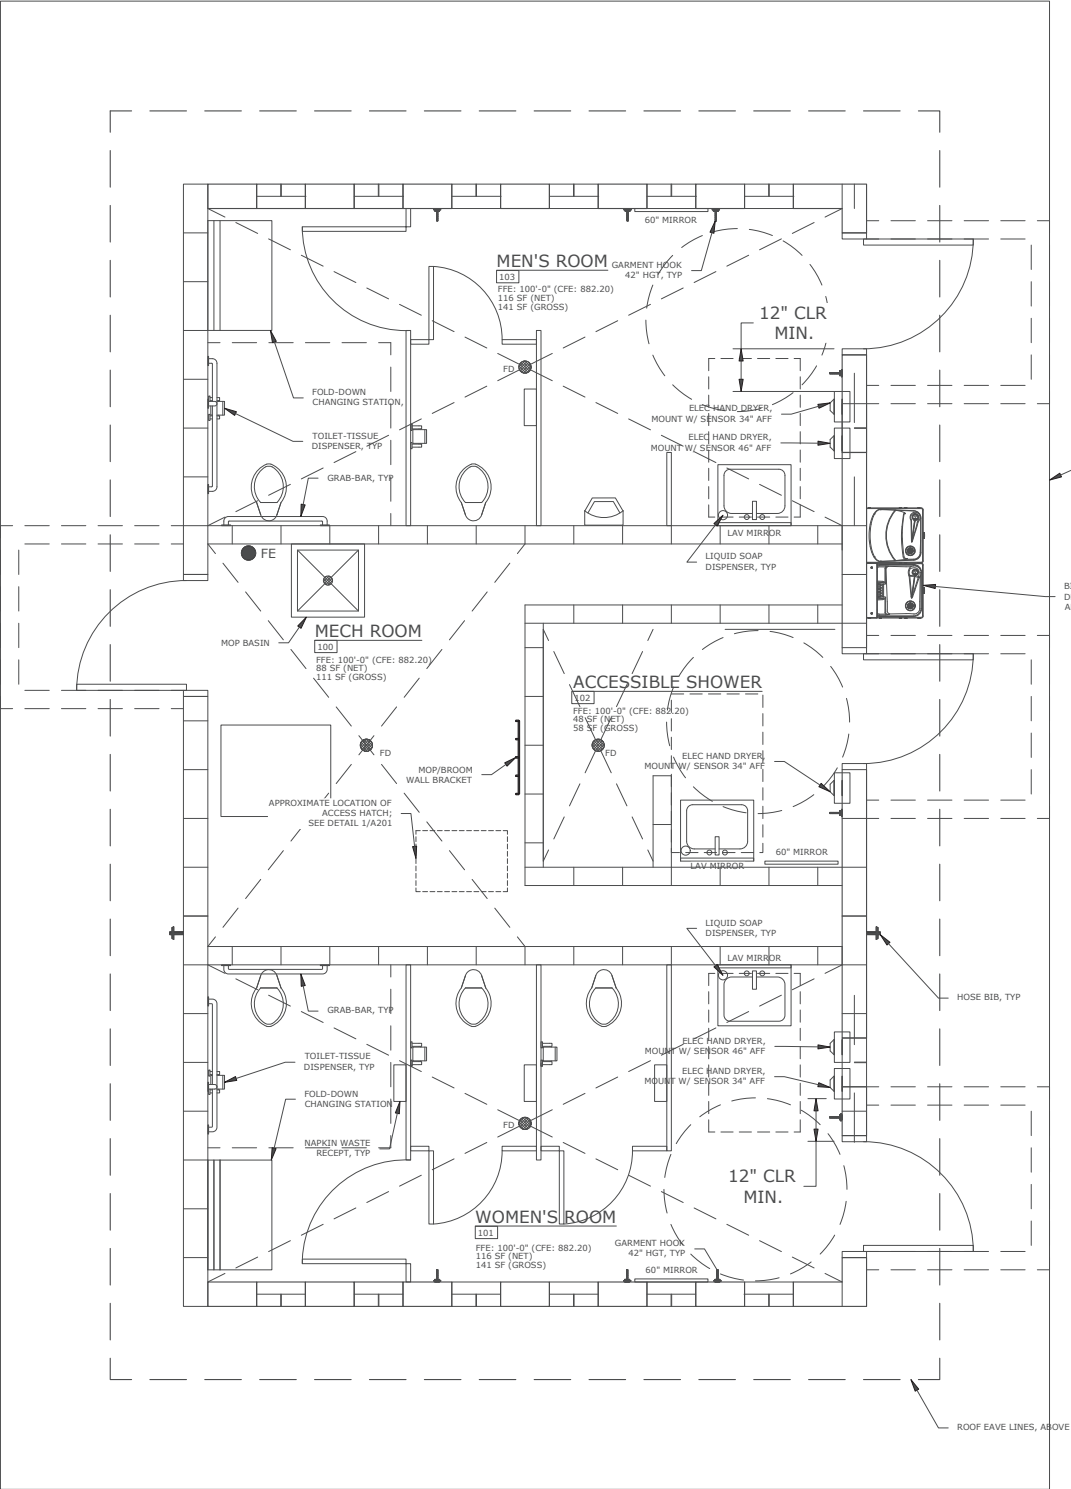 60" MIRROR
MEN'S ROOM
103
FFE: 100'-0" (CFE: 882.20)
116 SF (NET)
141 SF (GROSS)
GARMENT HOOK
42" HGT, TYP
12" CLR
MIN.
FD
FOLD-DOWN
CHANGING STATION,
ELEC HAND DRYER,
MOUNT W/ SENSOR 34" AFF
TOILET-TISSUE
DISPENSER, TYP
ELEC HAND DRYER,
MOUNT W/ SENSOR 46" AFF
GRAB-BAR, TYP
LAV MIRROR
FE
LIQUID SOAP
DISPENSER, TYP
MOP BASIN
MECH ROOM
100
FFE: 100'-0" (CFE: 882.20)
88 SF (NET)
111 SF (GROSS)
ACCESSIBLE SHOWER
102
FFE: 100'-0" (CFE: 882.20)
48 SF (NET)
58 SF (GROSS)
FD
FD
MOP/BROOM
WALL BRACKET
ELEC HAND DRYER,
MOUNT W/ SENSOR 34" AFF
APPROXIMATE LOCATION OF
ACCESS HATCH;
SEE DETAIL 1/A201
60" MIRROR
LAV MIRROR
LIQUID SOAP
DISPENSER, TYP
LAV MIRROR
HOSE BIB, TYP
GRAB-BAR, TYP
ELEC HAND DRYER,
MOUNT W/ SENSOR 46" AFF
TOILET-TISSUE
DISPENSER, TYP
ELEC HAND DRYER,
MOUNT W/ SENSOR 34" AFF
FOLD-DOWN
CHANGING STATION
FD
NAPKIN WASTE
RECEPT, TYP
12" CLR
MIN.
WOMEN'S ROOM
101
FFE: 100'-0" (CFE: 882.20)
116 SF (NET)
141 SF (GROSS)
GARMENT HOOK
42" HGT, TYP
60" MIRROR
ROOF EAVE LINES, ABOVE